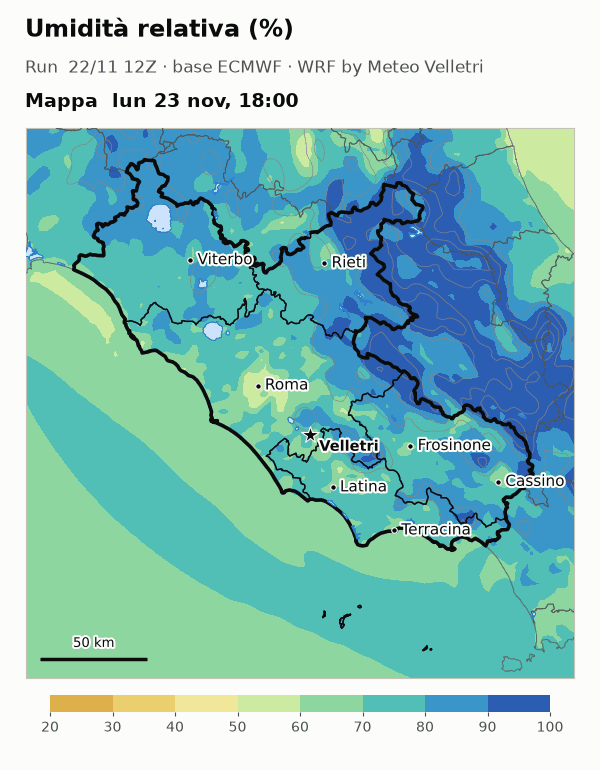 Umidità relativa (%)
Run  22/11 12Z · base ECMWF · WRF by Meteo Velletri
Mappa  lun 23 nov, 18:00
Viterbo
Rieti
Roma
Velletri
Frosinone
Cassino
Latina
Terracina
50 km
20 30 40 50 60 70 80 90 100